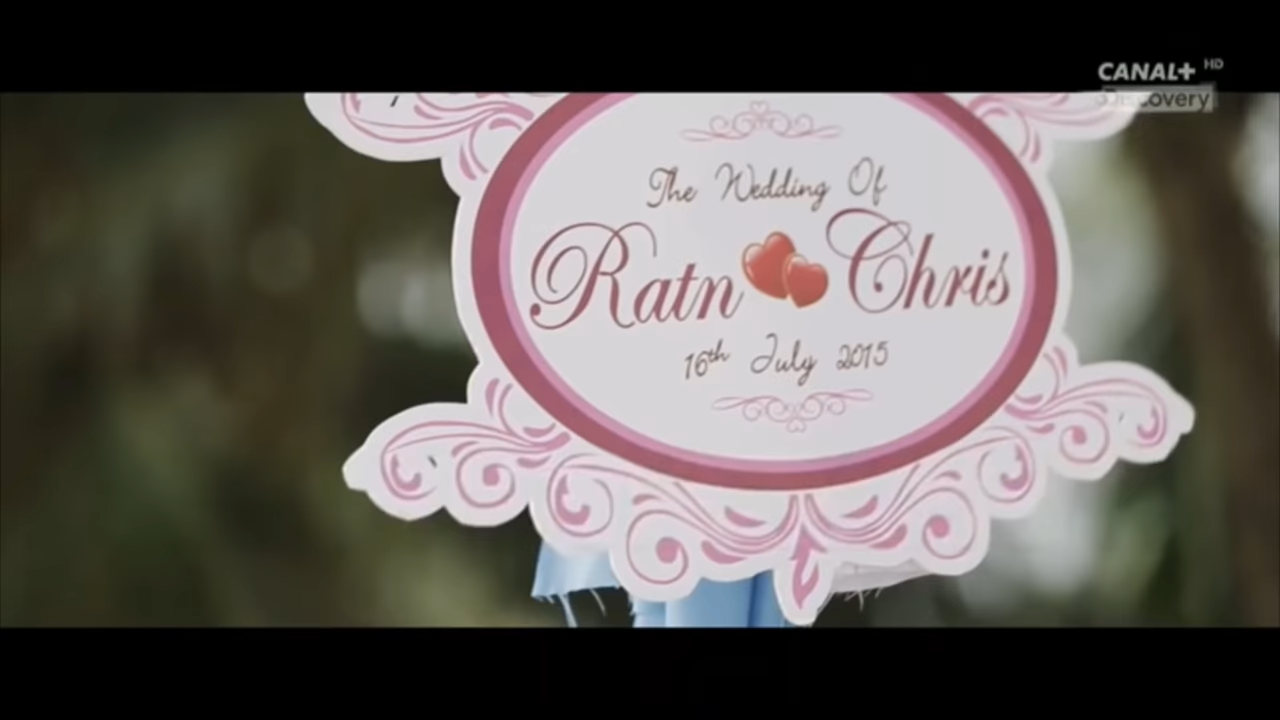 CANAL+ HD
Discovery
The Wedding Of
Ratn Chris
16th July 2015